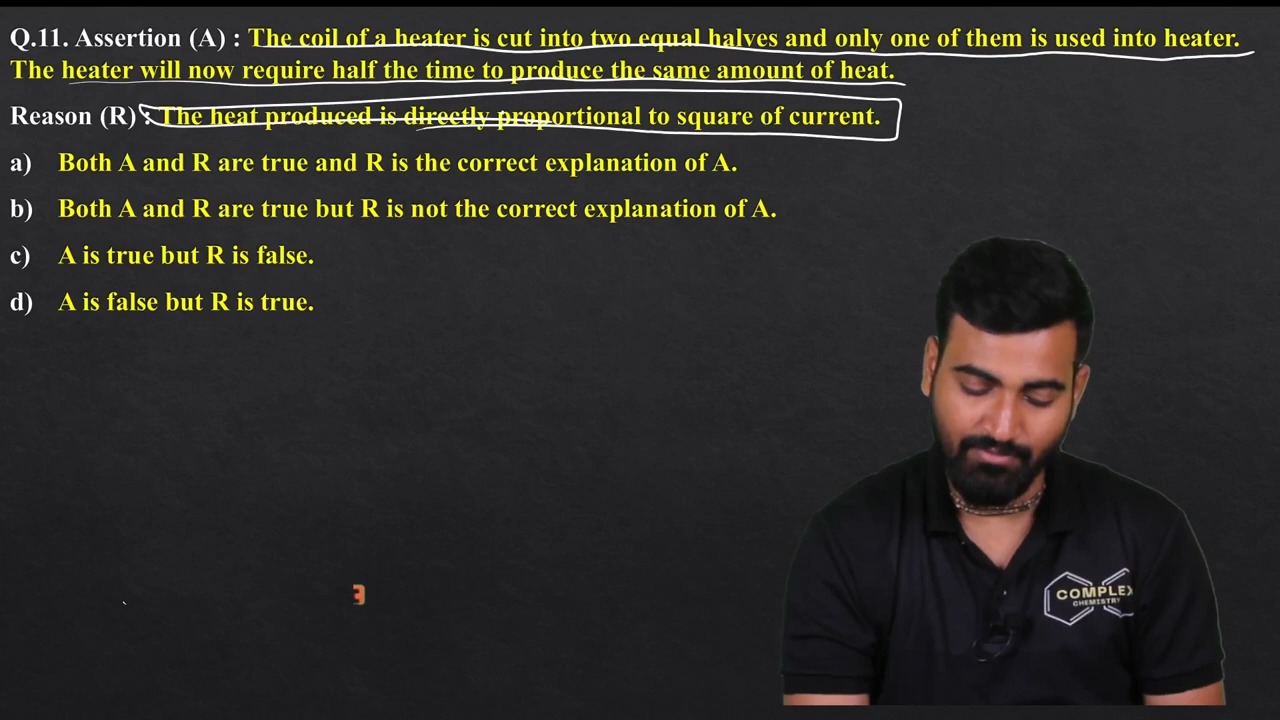 Q.11. Assertion (A) : The coil of a heater is cut into two equal halves and only one of them is used into heater.
The heater will now require half the time to produce the same amount of heat.
Reason (R) : The heat produced is directly proportional to square of current.
a) Both A and R are true and R is the correct explanation of A.
b) Both A and R are true but R is not the correct explanation of A.
c) A is true but R is false.
d) A is false but R is true.
COMPLEX
CHEMISTRY